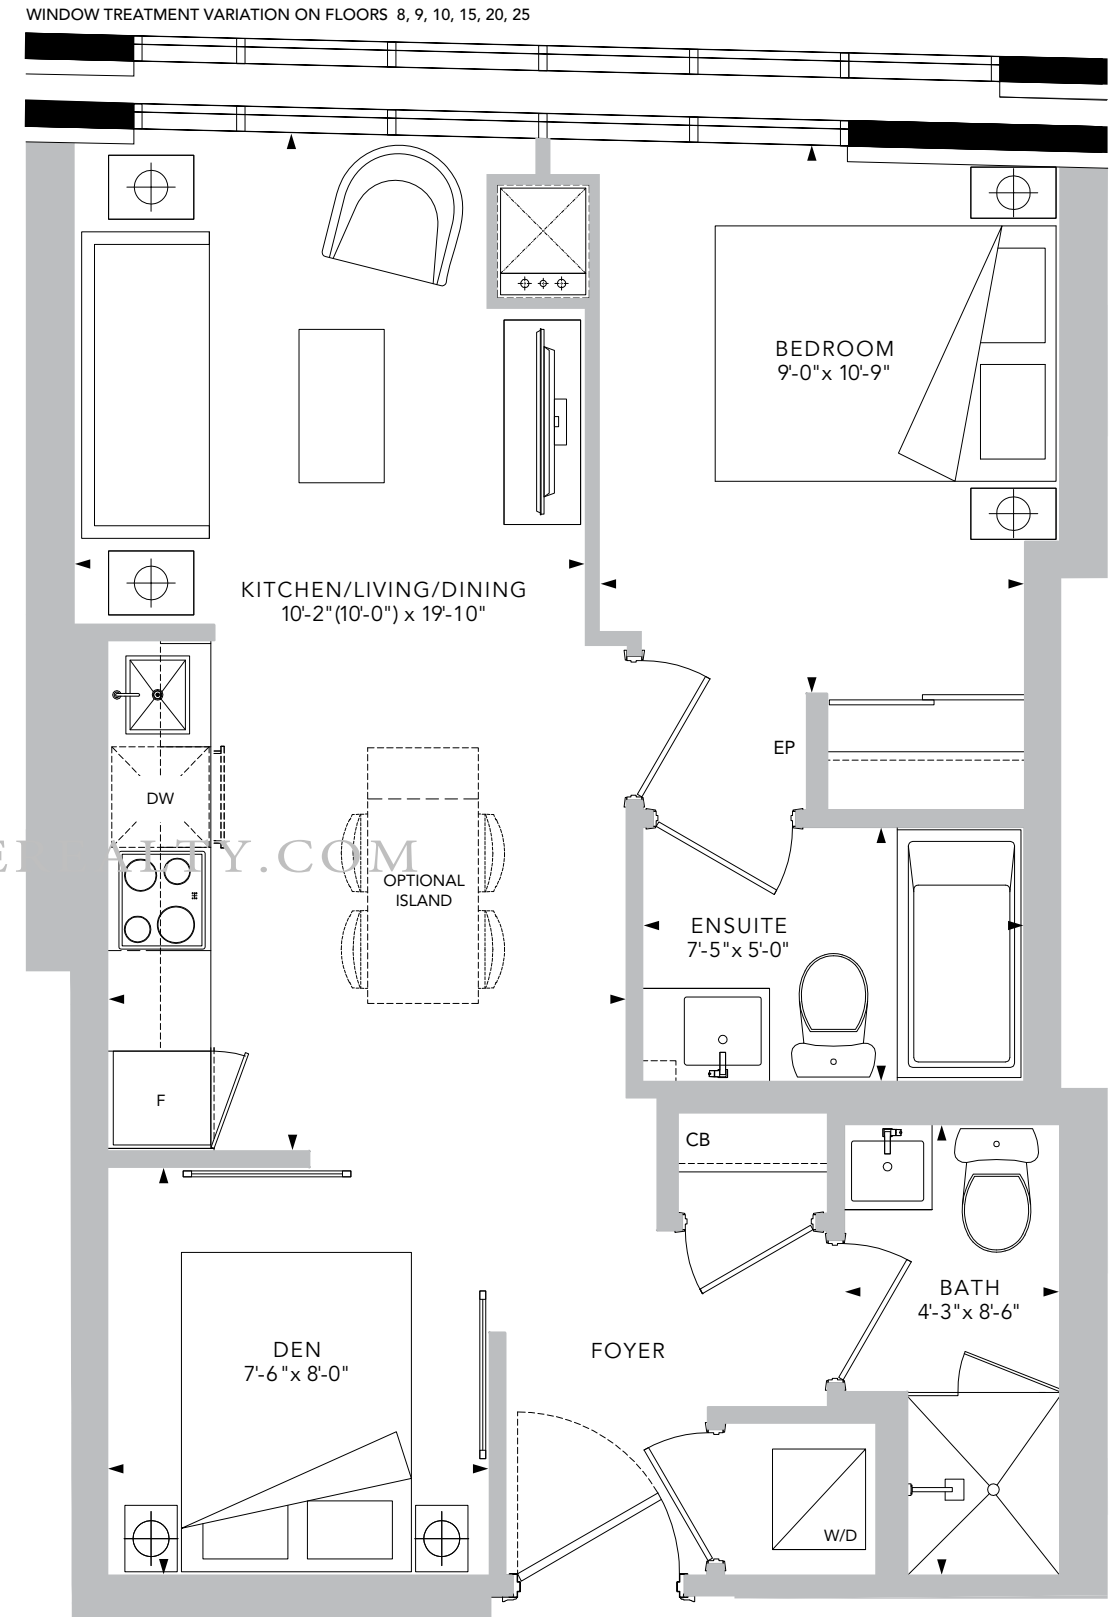 WINDOW TREATMENT VARIATION ON FLOORS 8, 9, 10, 15, 20, 25
BEDROOM
9'-0"x 10'-9"
KITCHEN/LIVING/DINING
10'-2"(10'-0") x 19'-10"
EP
DW
OPTIONAL
ISLAND
ENSUITE
7'-5"x 5'-0"
F
CB
BATH
4'-3"x 8'-6"
DEN
7'-6"x 8'-0"
FOYER
W/D